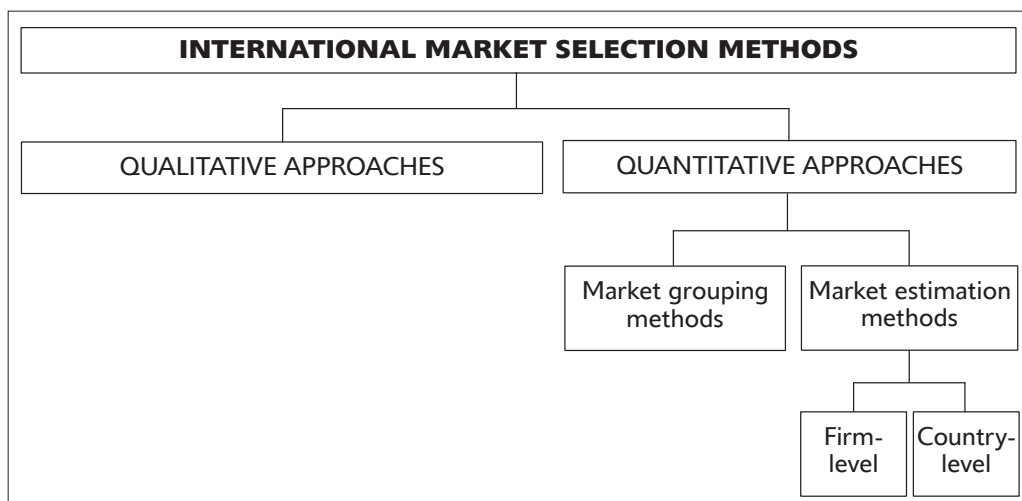 INTERNATIONAL MARKET SELECTION METHODS
QUALITATIVE APPROACHES
QUANTITATIVE APPROACHES
Market grouping
methods
Market estimation
methods
Firm-
level
Country-
level